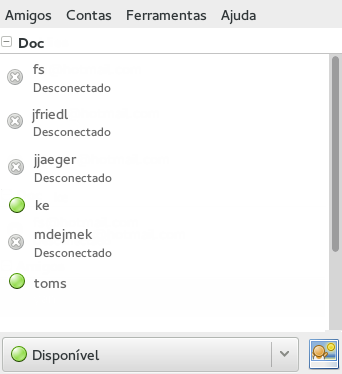 Amigos Contas Ferramentas Ajuda
Doc
fs
Desconectado
jfriedl
Desconectado
jjaeger
Desconectado
ke
mdejmek
Desconectado
toms
Disponível